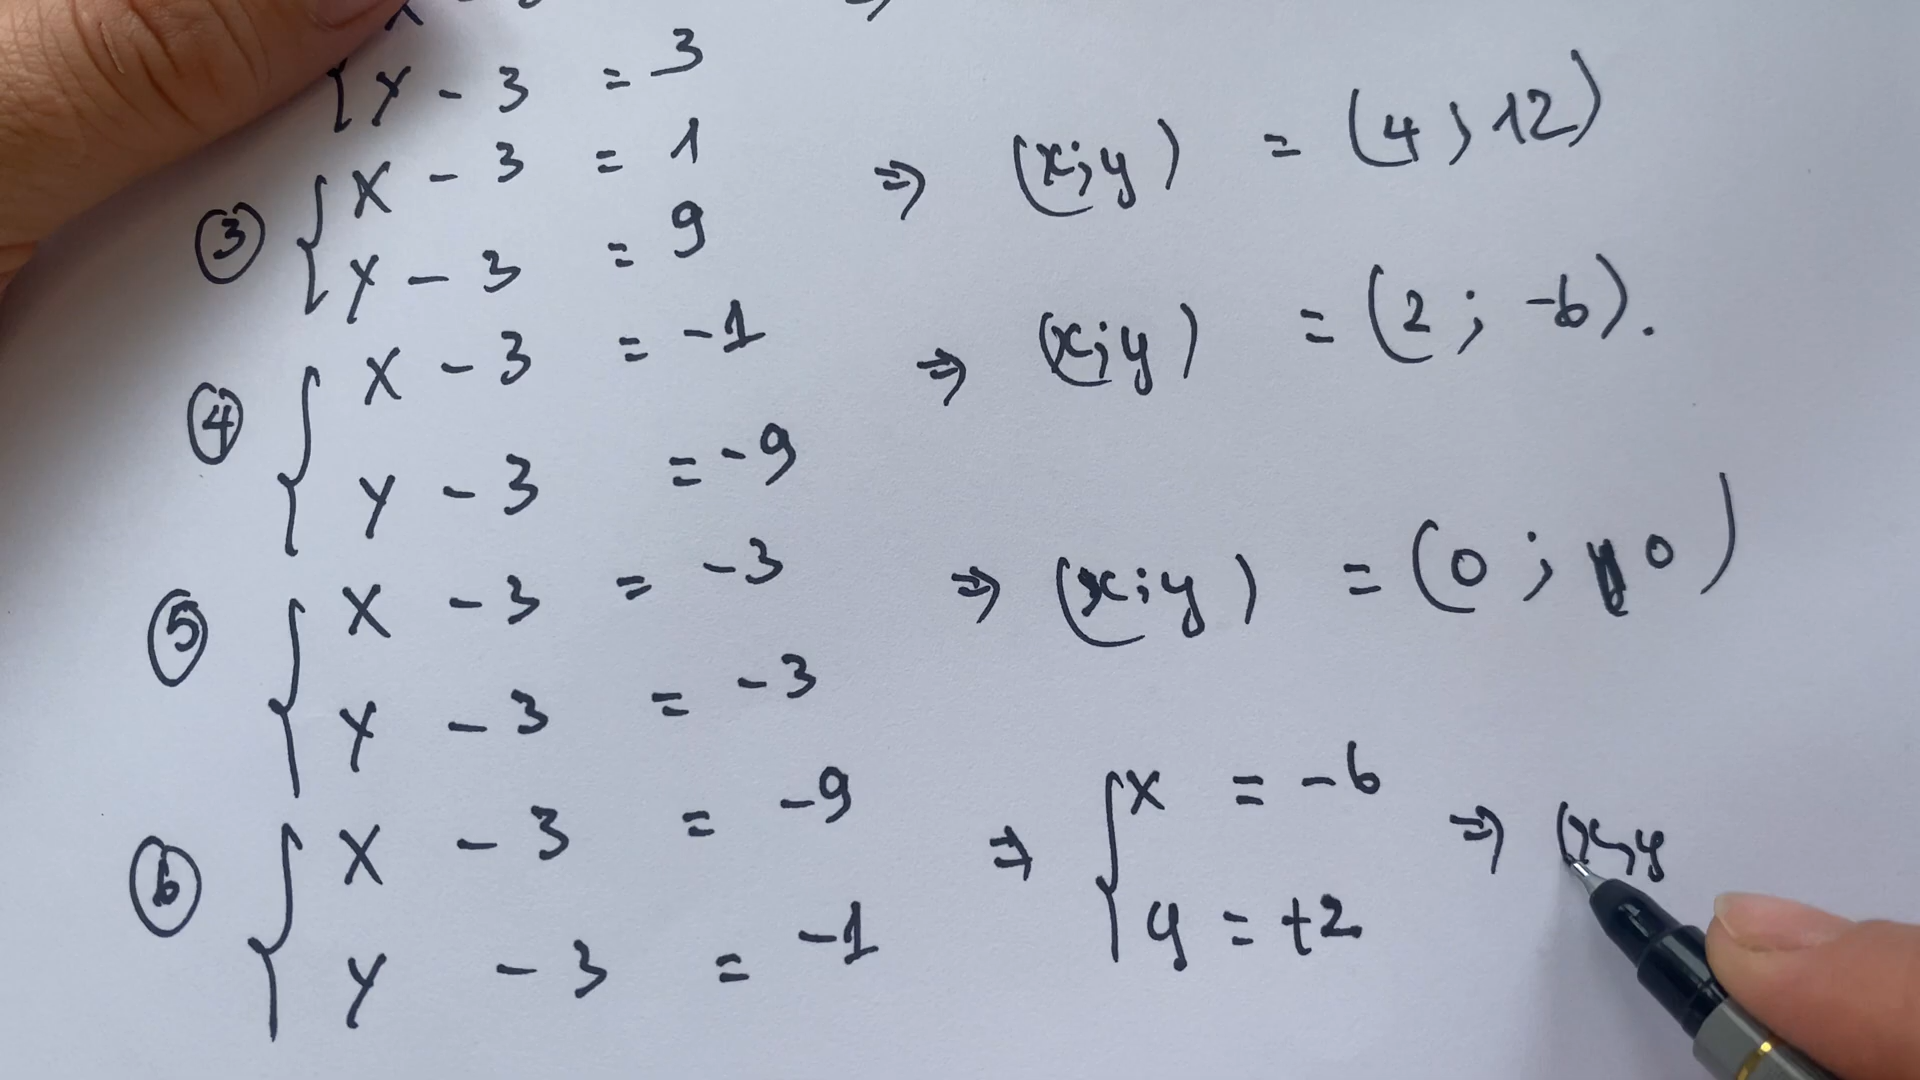 { Y - 3 = 3
③ { X - 3 = 1 ⇒ (x;y) = (4; 12)
Y - 3 = 9
④ { X - 3 = -1 ⇒ (x;y) = (2; -6).
Y - 3 = -9
⑤ { X - 3 = -3 ⇒ (x;y) = (0; 0)
Y - 3 = -3
⑥ { X - 3 = -9 ⇒ { x = -6 ⇒ (x;y
Y - 3 = -1 y = +2